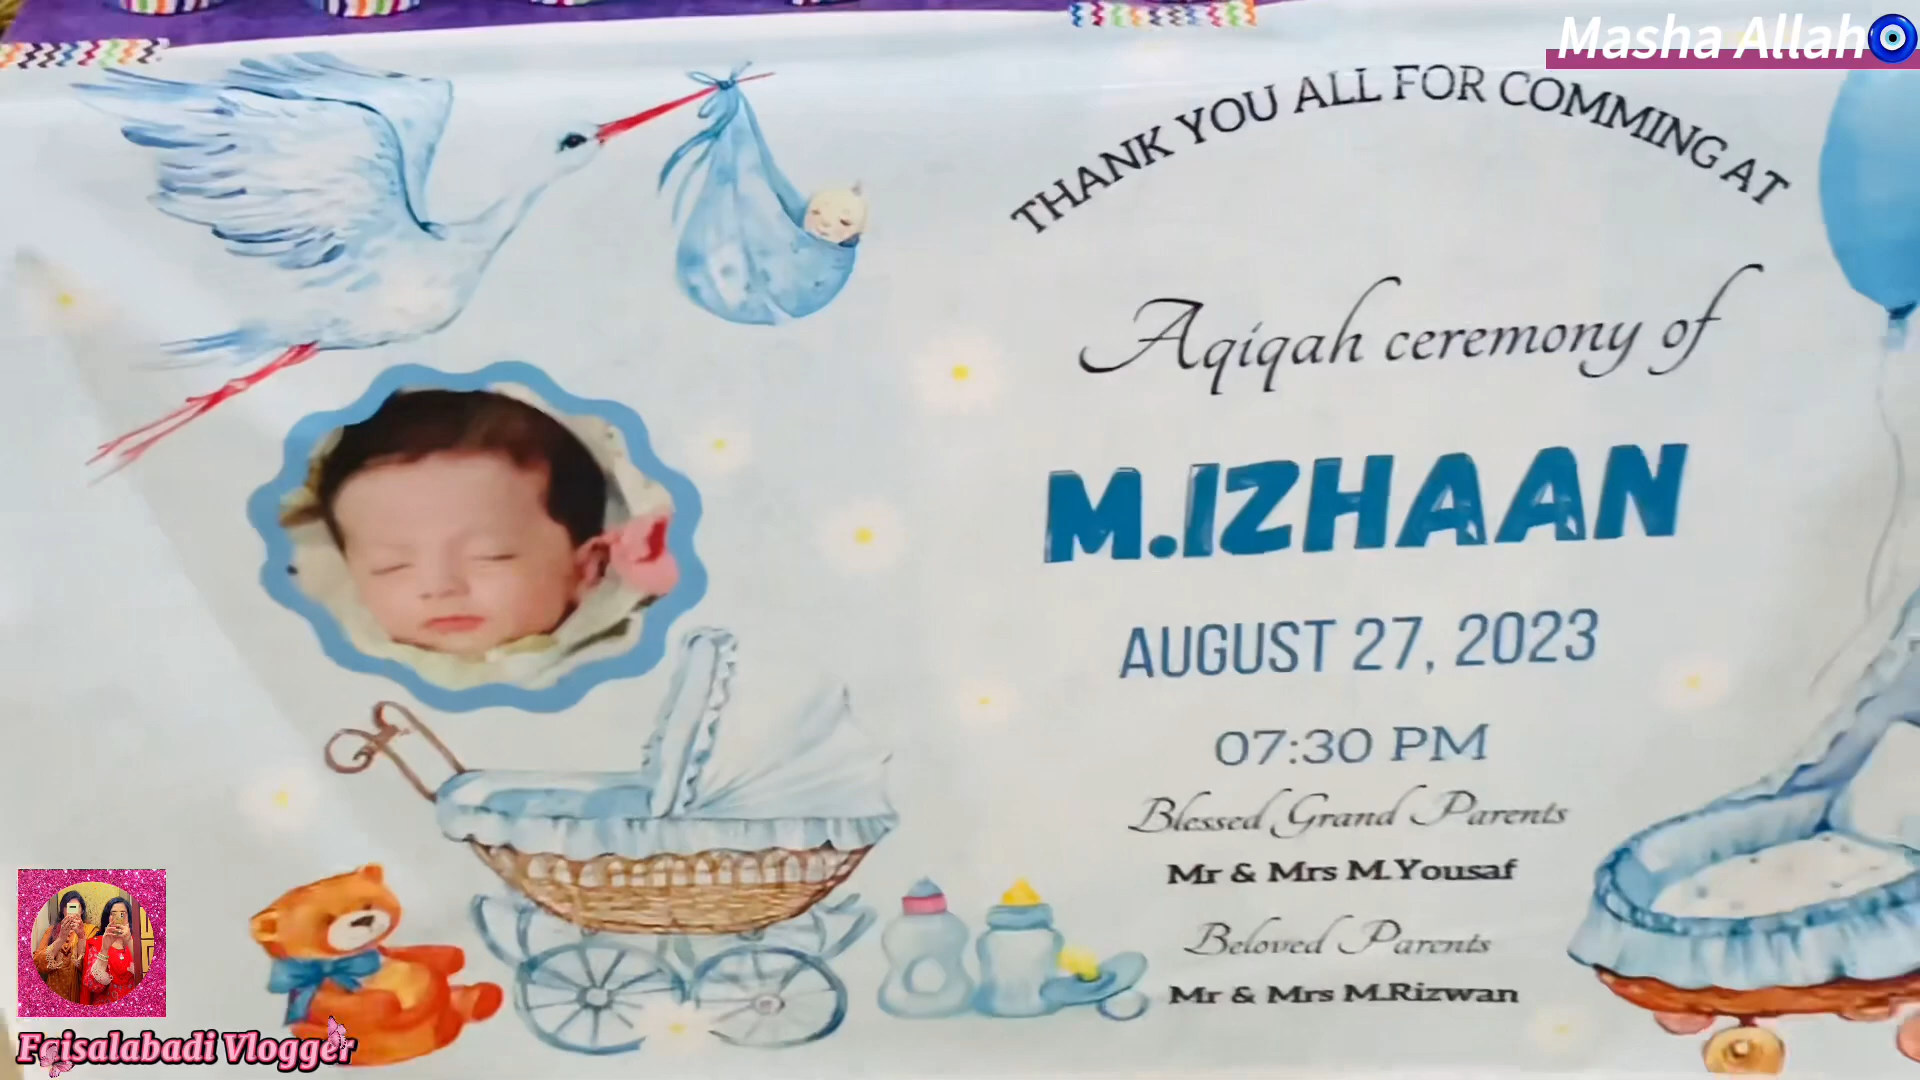 Masha Allah
THANK YOU ALL FOR COMMING AT
Aqiqah ceremony of
M.IZHAAN
AUGUST 27, 2023
07:30 PM
Blessed Grand Parents
Mr & Mrs M.Yousaf
Beloved Parents
Mr & Mrs M.Rizwan
Faisalabadi Vlogger